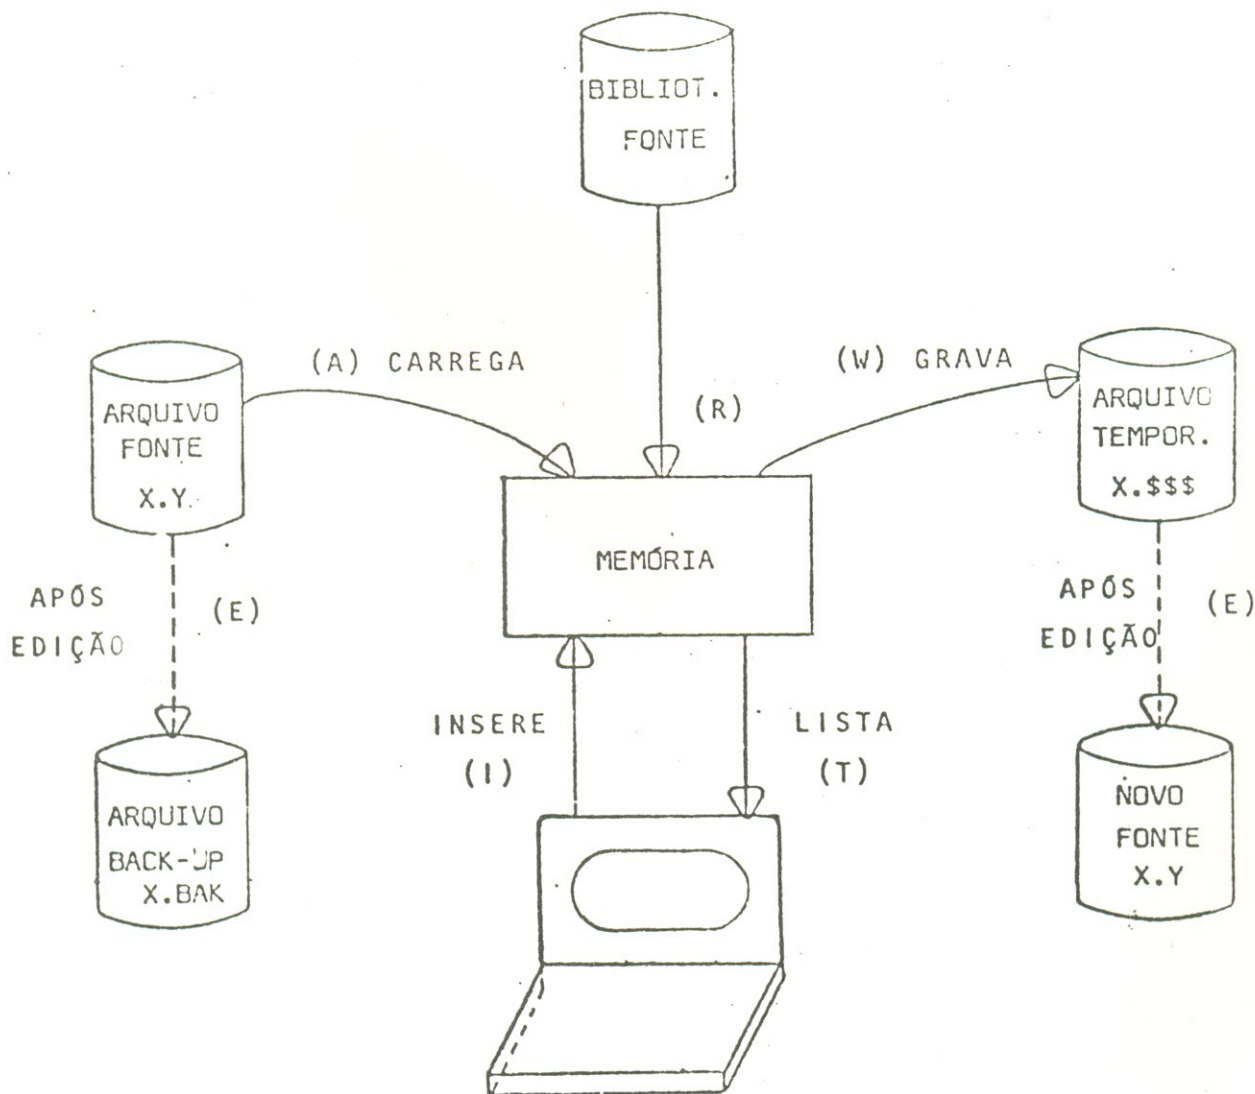 BIBLIOT.
FONTE
(A) CARREGA
(R)
(W) GRAVA
ARQUIVO
FONTE
X.Y
ARQUIVO
TEMPOR.
X.$$$
MEMÓRIA
APÓS
EDIÇÃO
(E)
APÓS
EDIÇÃO
(E)
INSERE
(I)
LISTA
(T)
ARQUIVO
BACK-UP
X.BAK
NOVO
FONTE
X.Y